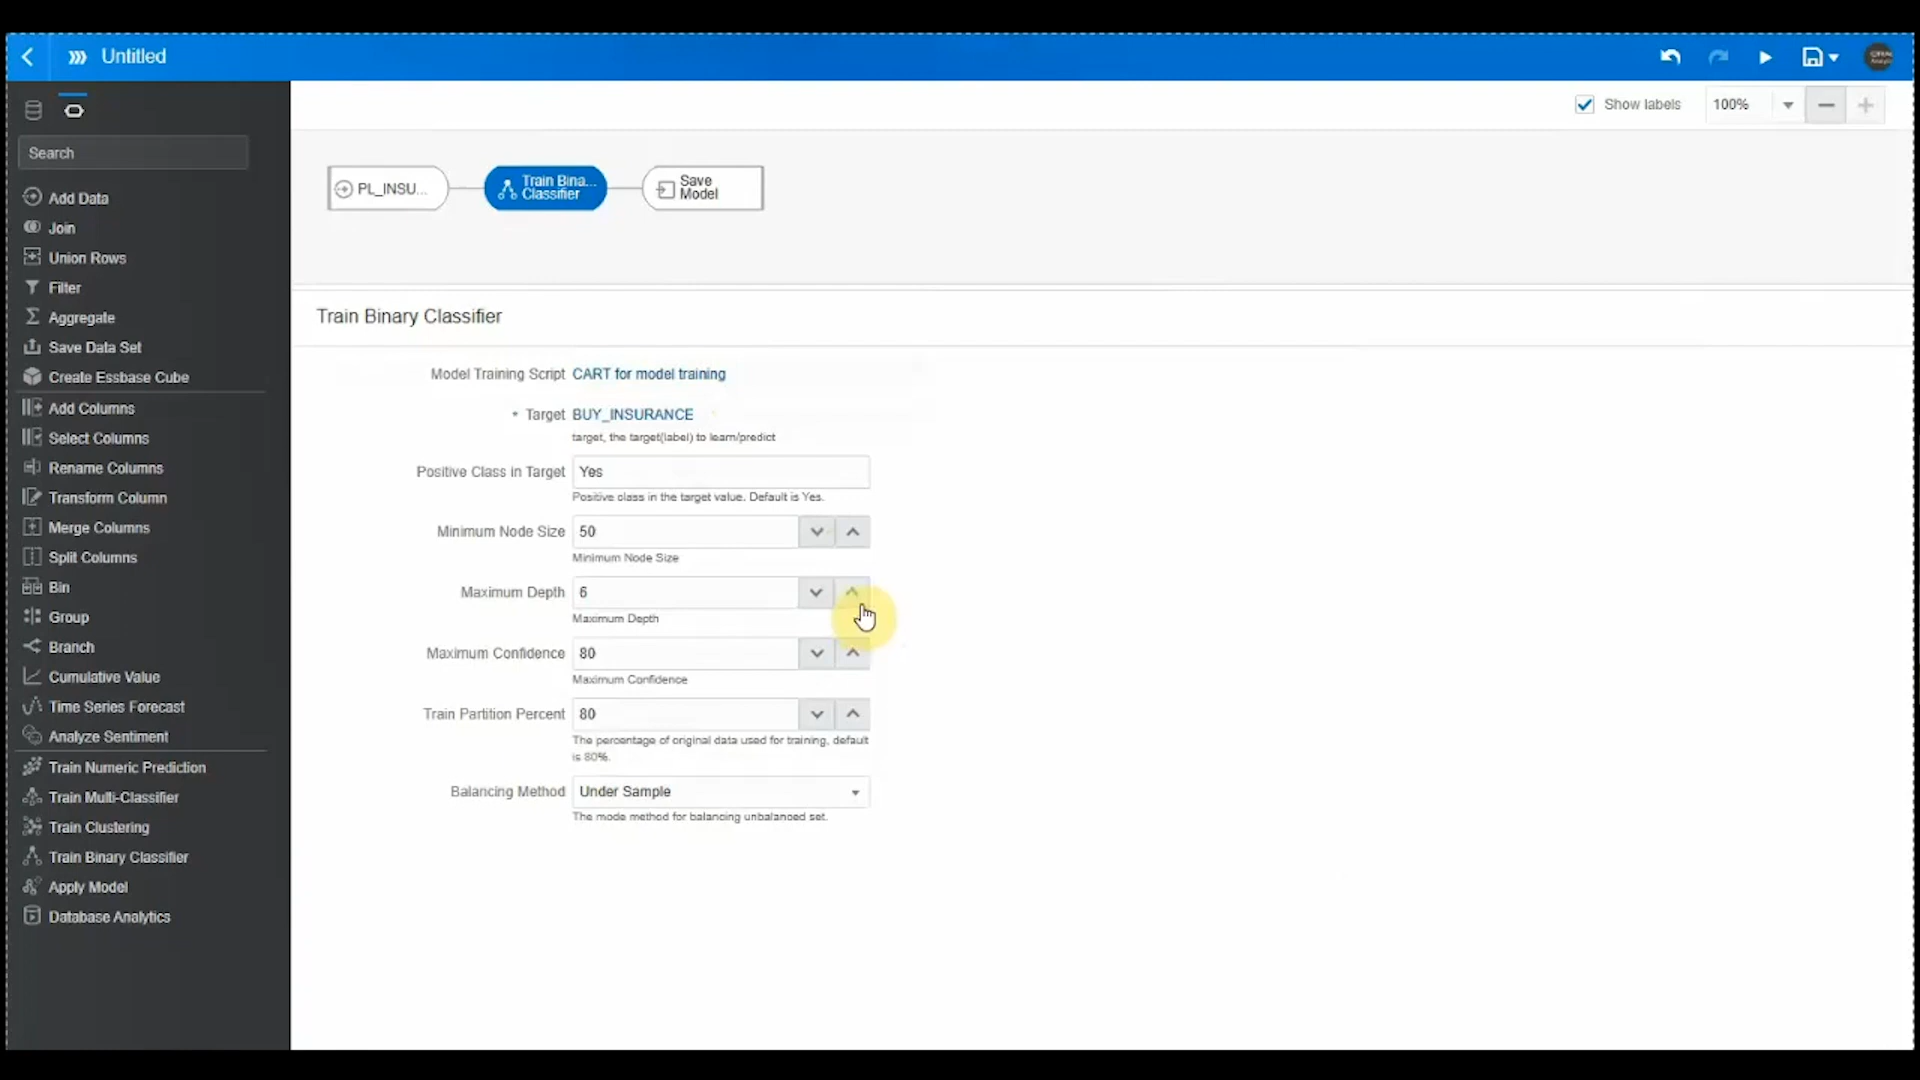 Untitled
Show labels
100%
Search
Add Data
Join
Union Rows
Filter
Aggregate
Save Data Set
Create Essbase Cube
Add Columns
Select Columns
Rename Columns
Transform Column
Merge Columns
Split Columns
Bin
Group
Branch
Cumulative Value
Time Series Forecast
Analyze Sentiment
Train Numeric Prediction
Train Multi-Classifier
Train Clustering
Train Binary Classifier
Apply Model
Database Analytics
PL_INSU...
Train Bina...
Classifier
Save
Model
Train Binary Classifier
Model Training Script CART for model training
* Target BUY_INSURANCE
target, the target(label) to learn/predict
Positive Class in Target Yes
Positive class in the target value. Default is Yes.
Minimum Node Size 50
Minimum Node Size
Maximum Depth 6
Maximum Depth
Maximum Confidence 80
Maximum Confidence
Train Partition Percent 80
The percentage of original data used for training, default
is 80%.
Balancing Method Under Sample
The mode method for balancing unbalanced set.